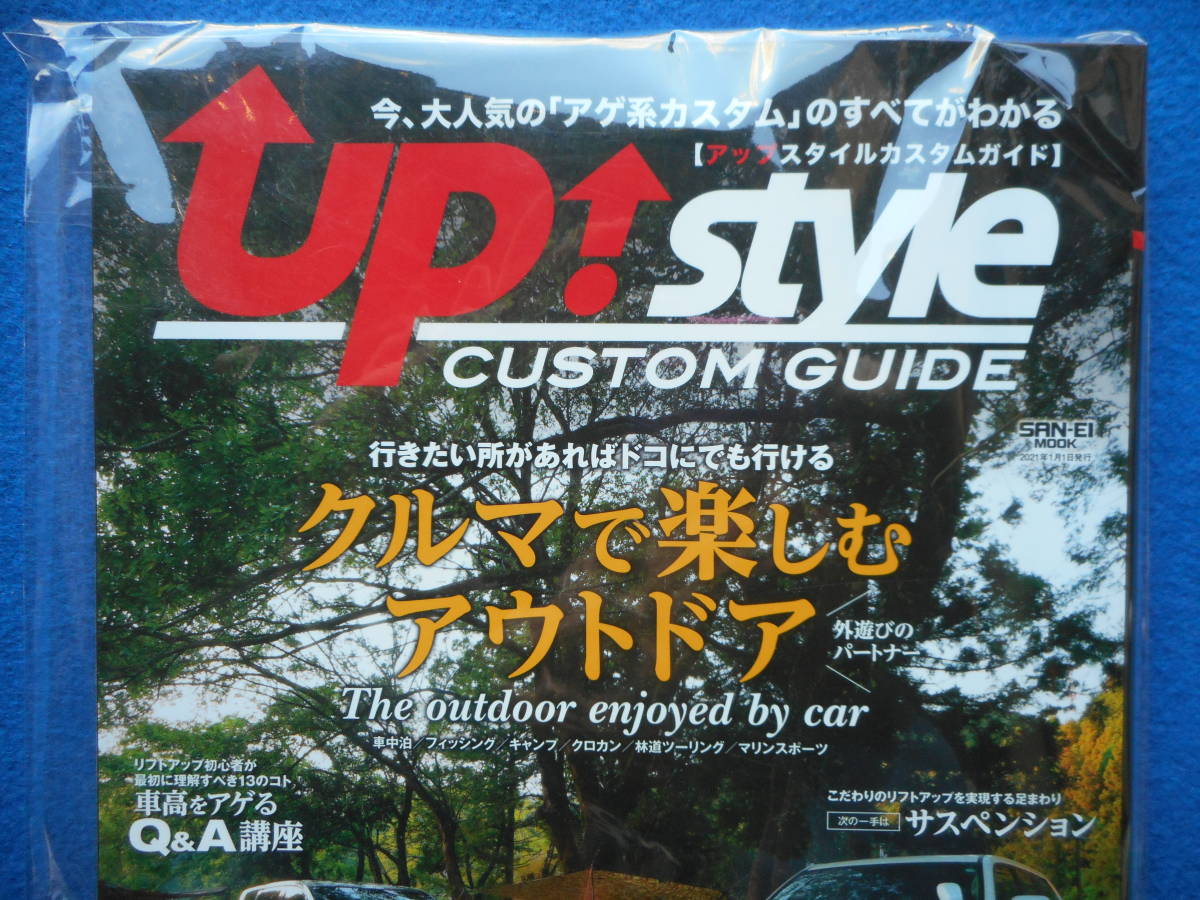 今、大人気の「アゲ系カスタム」のすべてがわかる
【アップスタイルカスタムガイド】
UP! style
CUSTOM GUIDE
SAN-EI
MOOK
2021年1月1日発行
行きたい所があればドコにでも行ける
クルマで楽しむ
アウトドア
外遊びの
パートナー
The outdoor enjoyed by car
車中泊／フィッシング／キャンプ／クロカン／林道ツーリング／マリンスポーツ
リフトアップ初心者が
最初に理解すべき13のコト
車高をアゲる
Q&A講座
こだわりのリフトアップを実現する足まわり
次の一手は サスペンション